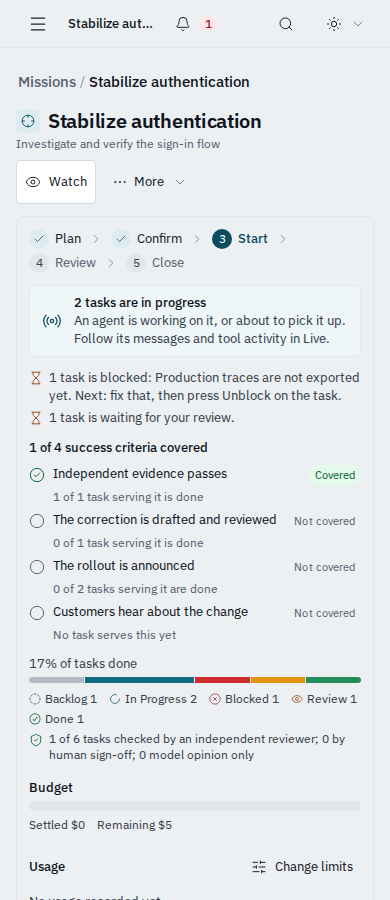 Stabilize aut... 1
Missions / Stabilize authentication
Stabilize authentication
Investigate and verify the sign-in flow
Watch ··· More
Plan > Confirm > 3 Start >
4 Review > 5 Close
2 tasks are in progress
An agent is working on it, or about to pick it up.
Follow its messages and tool activity in Live.
1 task is blocked: Production traces are not exported
yet. Next: fix that, then press Unblock on the task.
1 task is waiting for your review.
1 of 4 success criteria covered
Independent evidence passes Covered
1 of 1 task serving it is done
The correction is drafted and reviewed Not covered
0 of 1 task serving it is done
The rollout is announced Not covered
0 of 2 tasks serving it are done
Customers hear about the change Not covered
No task serves this yet
17% of tasks done
Backlog 1 In Progress 2 Blocked 1 Review 1
Done 1
1 of 6 tasks checked by an independent reviewer; 0 by
human sign-off; 0 model opinion only
Budget
Settled $0 Remaining $5
Usage Change limits
No usage recorded yet